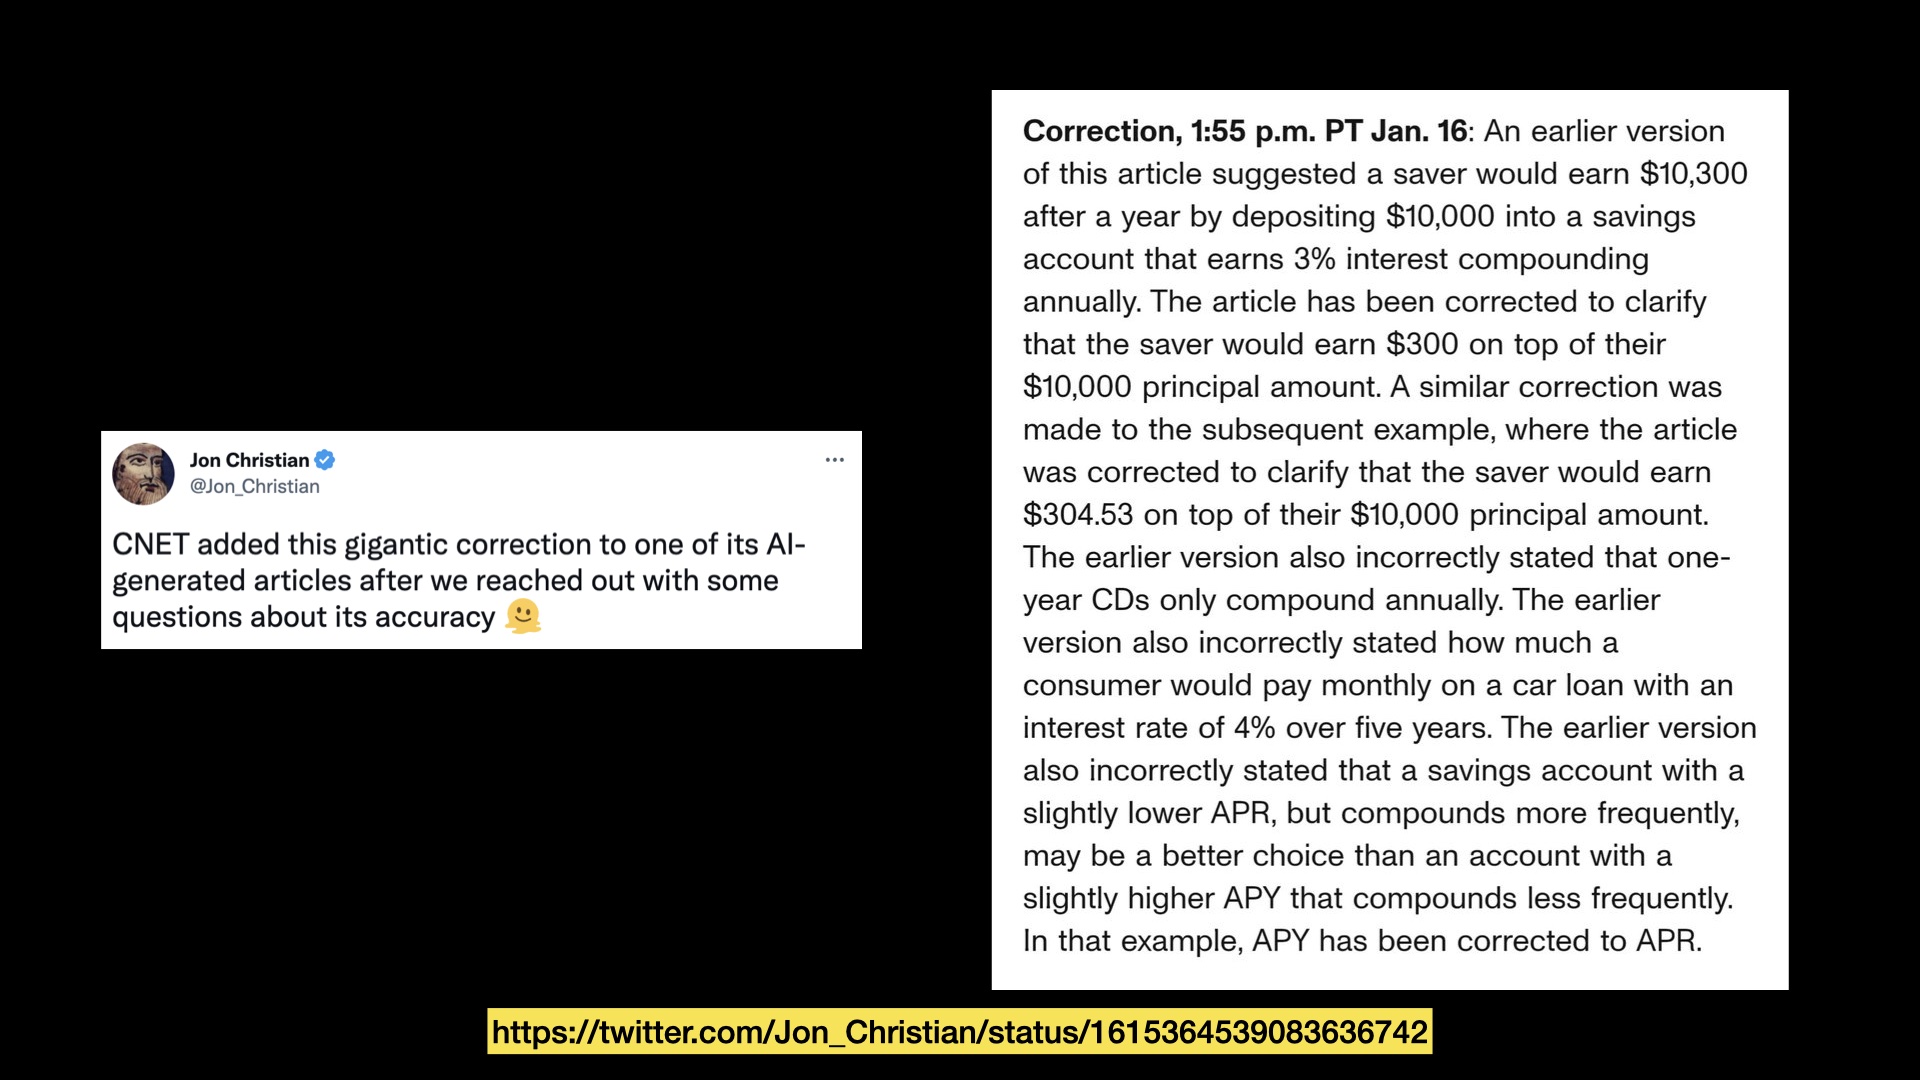 Jon Christian
@Jon_Christian
CNET added this gigantic correction to one of its AI-
generated articles after we reached out with some
questions about its accuracy 🫠
Correction, 1:55 p.m. PT Jan. 16: An earlier version
of this article suggested a saver would earn $10,300
after a year by depositing $10,000 into a savings
account that earns 3% interest compounding
annually. The article has been corrected to clarify
that the saver would earn $300 on top of their
$10,000 principal amount. A similar correction was
made to the subsequent example, where the article
was corrected to clarify that the saver would earn
$304.53 on top of their $10,000 principal amount.
The earlier version also incorrectly stated that one-
year CDs only compound annually. The earlier
version also incorrectly stated how much a
consumer would pay monthly on a car loan with an
interest rate of 4% over five years. The earlier version
also incorrectly stated that a savings account with a
slightly lower APR, but compounds more frequently,
may be a better choice than an account with a
slightly higher APY that compounds less frequently.
In that example, APY has been corrected to APR.
https://twitter.com/Jon_Christian/status/1615364539083636742